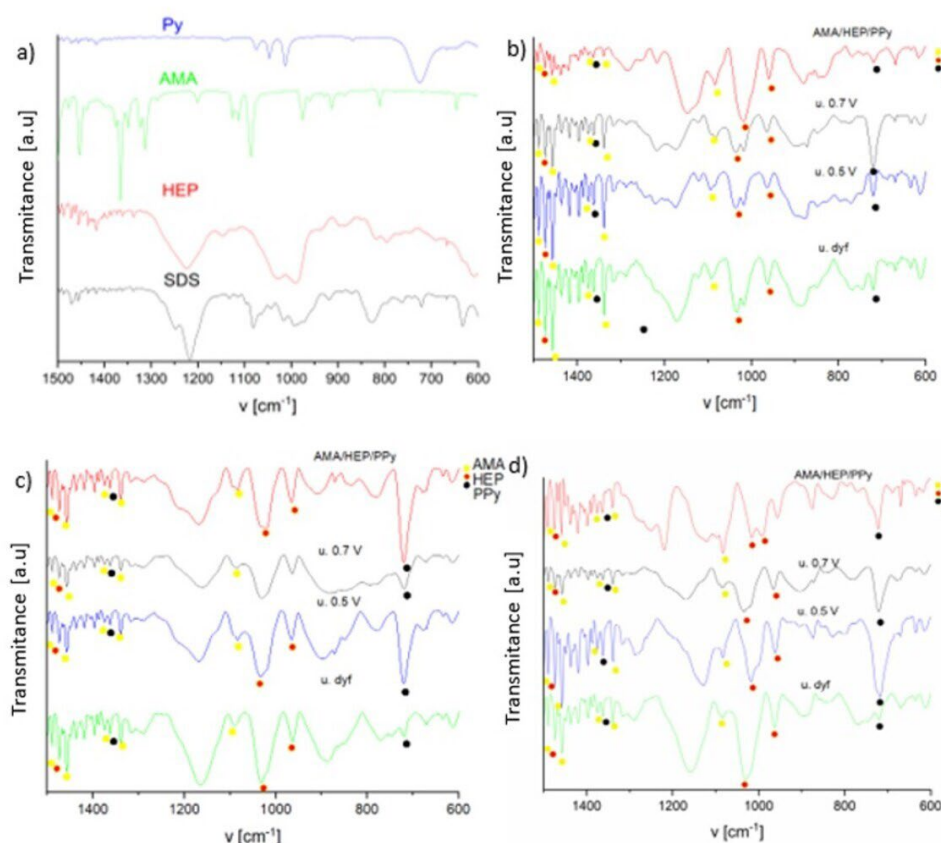 a)
Py
AMA
HEP
SDS
Transmitance [a.u]
1500 1400 1300 1200 1100 1000 900 800 700 600
v [cm-1]
b)
AMA/HEP/PPy
u. 0.7 V
u. 0.5 V
u. dyf
Transmitance [a.u]
1400 1200 1000 800 600
v [cm-1]
c)
AMA/HEP/PPy
AMA
HEP
PPy
u. 0.7 V
u. 0.5 V
u. dyf
Transmitance [a.u]
1400 1200 1000 800 600
v [cm-1]
d)
AMA/HEP/PPy
u. 0.7 V
u. 0.5 V
u. dyf
Transmitance [a.u]
1400 1200 1000 800 600
v [cm-1]